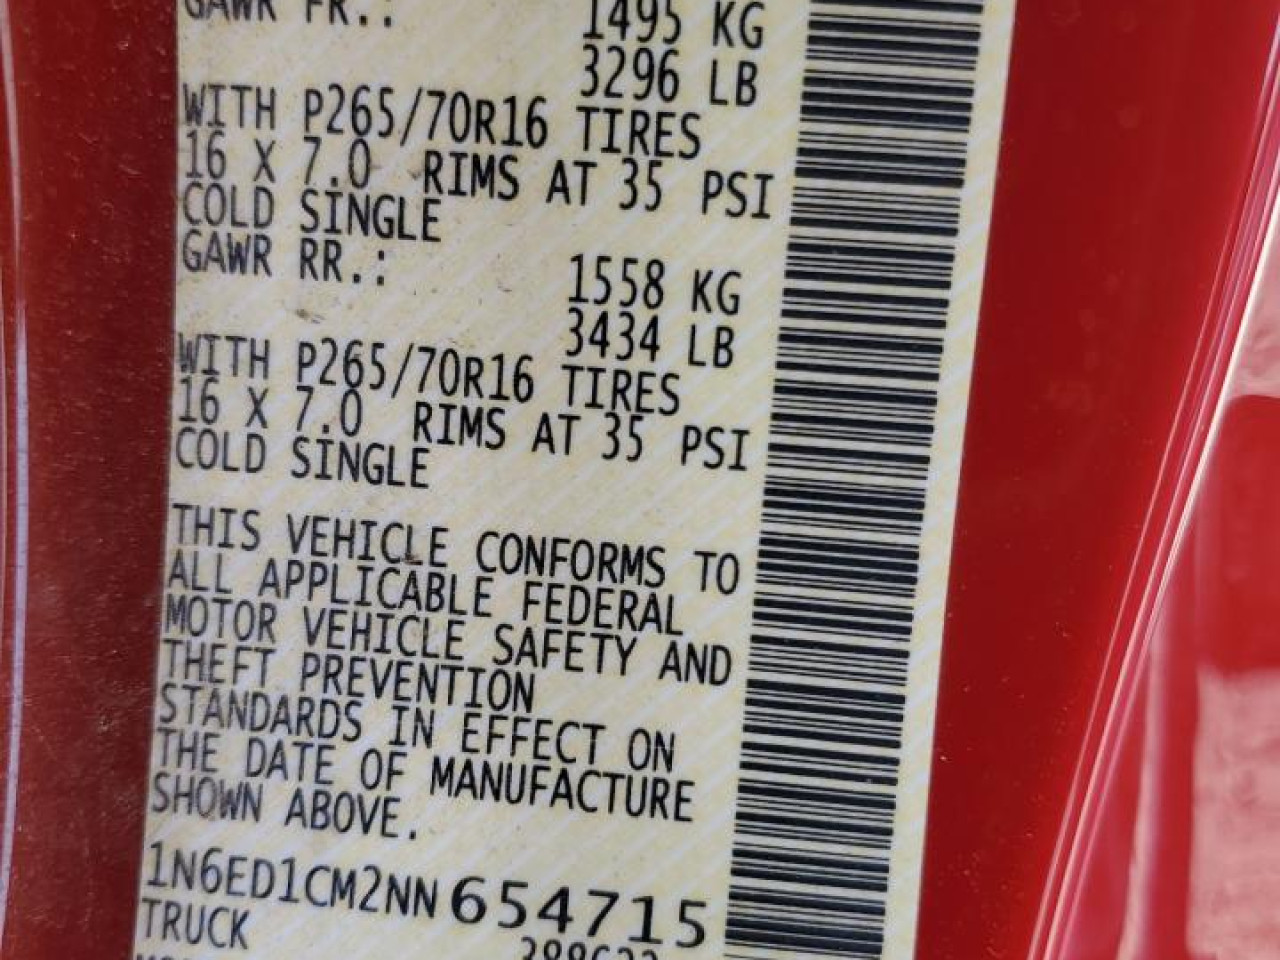 GAWR FR.: 1495 KG
3296 LB
WITH P265/70R16 TIRES
16 X 7.0 RIMS AT 35 PSI
COLD SINGLE
GAWR RR.: 1558 KG
3434 LB
WITH P265/70R16 TIRES
16 X 7.0 RIMS AT 35 PSI
COLD SINGLE
THIS VEHICLE CONFORMS TO
ALL APPLICABLE FEDERAL
MOTOR VEHICLE SAFETY AND
THEFT PREVENTION
STANDARDS IN EFFECT ON
THE DATE OF MANUFACTURE
SHOWN ABOVE.
1N6ED1CM2NN654715
TRUCK